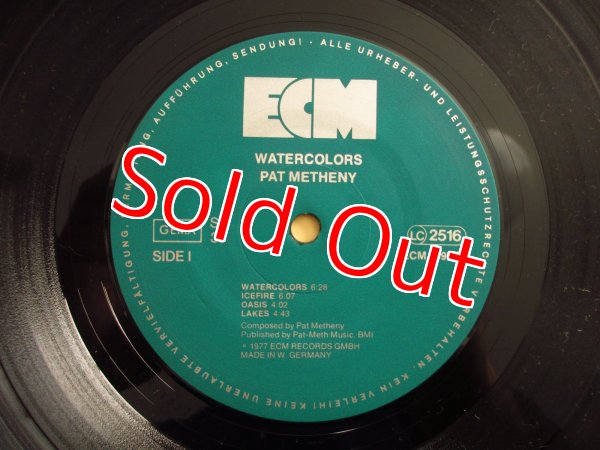 ECM
WATERCOLORS
PAT METHENY
Sold Out
GEMA
LC 2516
SIDE I
WATERCOLORS 6:28
ICEFIRE 6:07
OASIS 4:02
LAKES 4:43
Composed by Pat Metheny
Published by Pat-Meth Music, BMI
℗ 1977 ECM RECORDS GMBH
MADE IN W. GERMANY
AUFFÜHRUNG, SENDUNG! · ALLE URHEBER- UND LEISTUNGSSCHUTZRECHTE VORBEHALTEN. KEIN VERLEIH! KEINE UNERLAUBTE VERVIELFÄLTIGUNG,